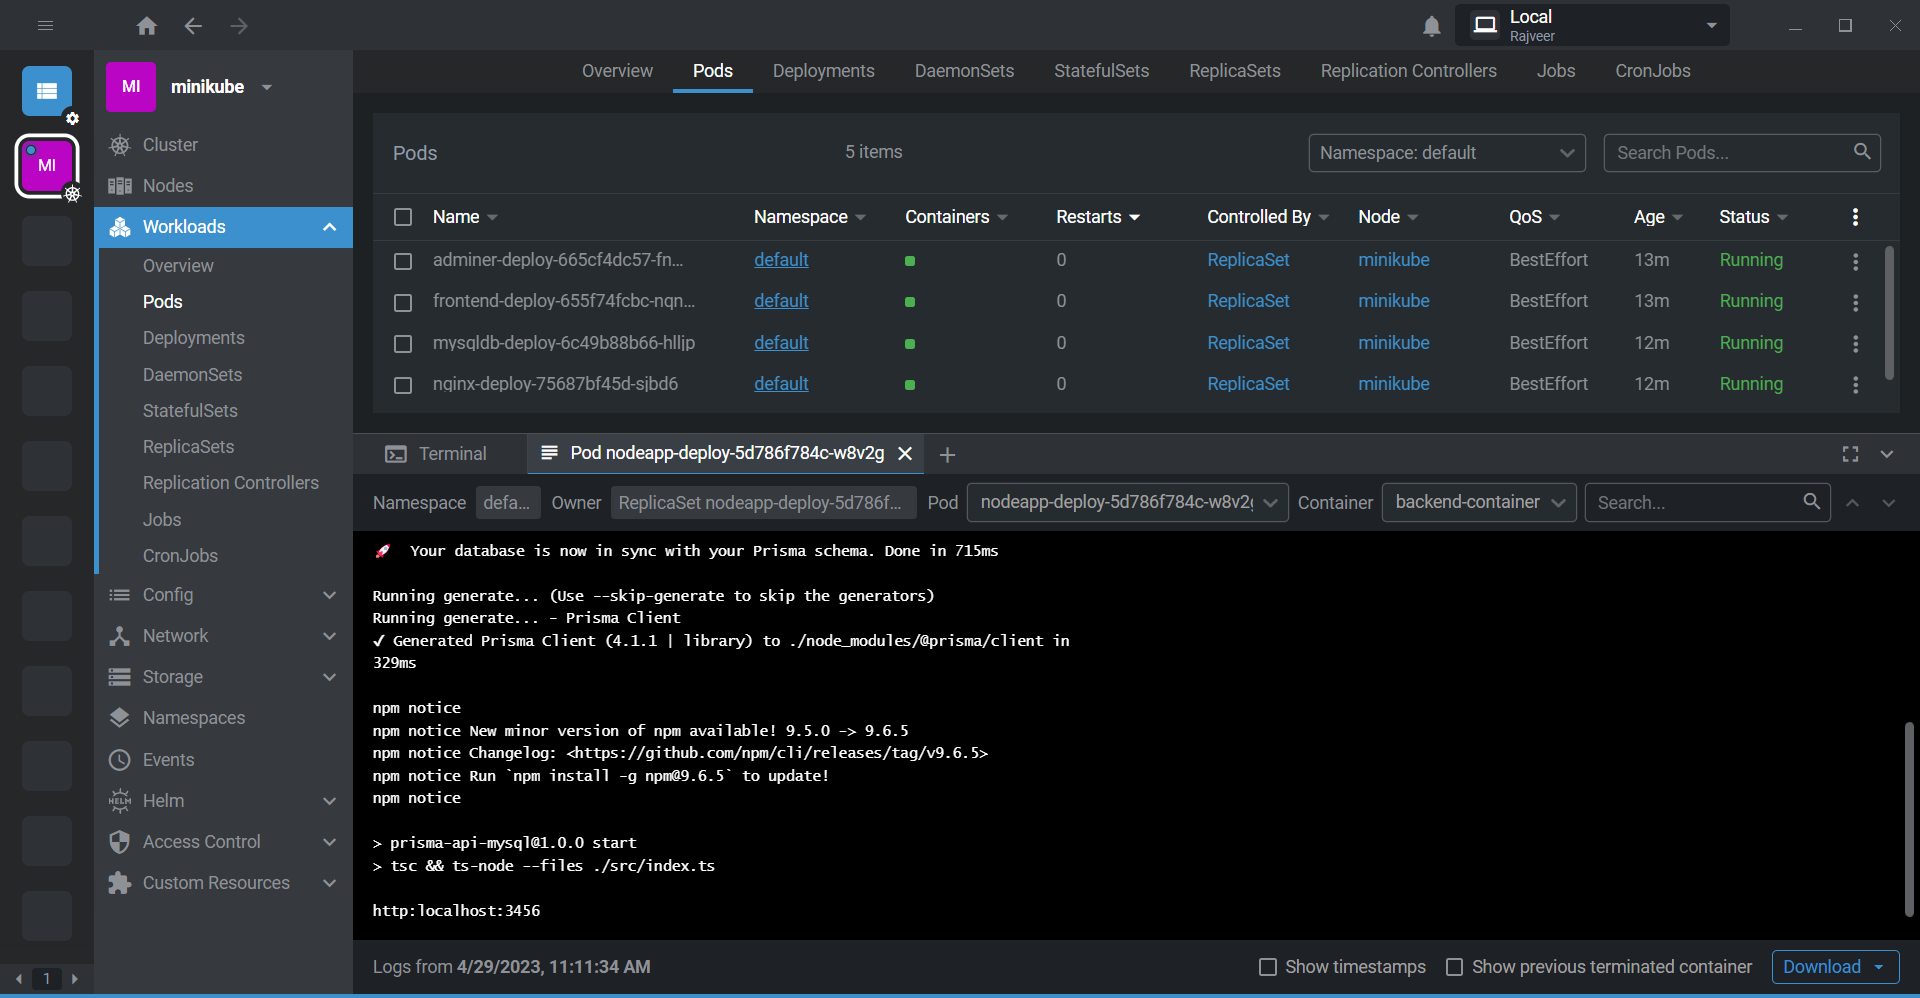 Local
Rajveer
MI
minikube
MI
Cluster
Nodes
Workloads
Overview
Pods
Deployments
DaemonSets
StatefulSets
ReplicaSets
Replication Controllers
Jobs
CronJobs
Config
Network
Storage
Namespaces
Events
HELM
Helm
Access Control
Custom Resources
1
Overview Pods Deployments DaemonSets StatefulSets ReplicaSets Replication Controllers Jobs CronJobs
Pods 5 items Namespace: default Search Pods...
Name Namespace Containers Restarts Controlled By Node QoS Age Status
adminer-deploy-665cf4dc57-fn... default 0 ReplicaSet minikube BestEffort 13m Running
frontend-deploy-655f74fcbc-nqn... default 0 ReplicaSet minikube BestEffort 13m Running
mysqldb-deploy-6c49b88b66-hlljp default 0 ReplicaSet minikube BestEffort 12m Running
nginx-deploy-75687bf45d-sjbd6 default 0 ReplicaSet minikube BestEffort 12m Running
Terminal Pod nodeapp-deploy-5d786f784c-w8v2g
Namespace defa... Owner ReplicaSet nodeapp-deploy-5d786f... Pod nodeapp-deploy-5d786f784c-w8v2g Container backend-container Search...
🚀 Your database is now in sync with your Prisma schema. Done in 715ms
Running generate... (Use --skip-generate to skip the generators)
Running generate... - Prisma Client
✔ Generated Prisma Client (4.1.1 | library) to ./node_modules/@prisma/client in
329ms
npm notice
npm notice New minor version of npm available! 9.5.0 -> 9.6.5
npm notice Changelog: <https://github.com/npm/cli/releases/tag/v9.6.5>
npm notice Run `npm install -g npm@9.6.5` to update!
npm notice
> prisma-api-mysql@1.0.0 start
> tsc && ts-node --files ./src/index.ts
http:localhost:3456
Logs from 4/29/2023, 11:11:34 AM Show timestamps Show previous terminated container Download